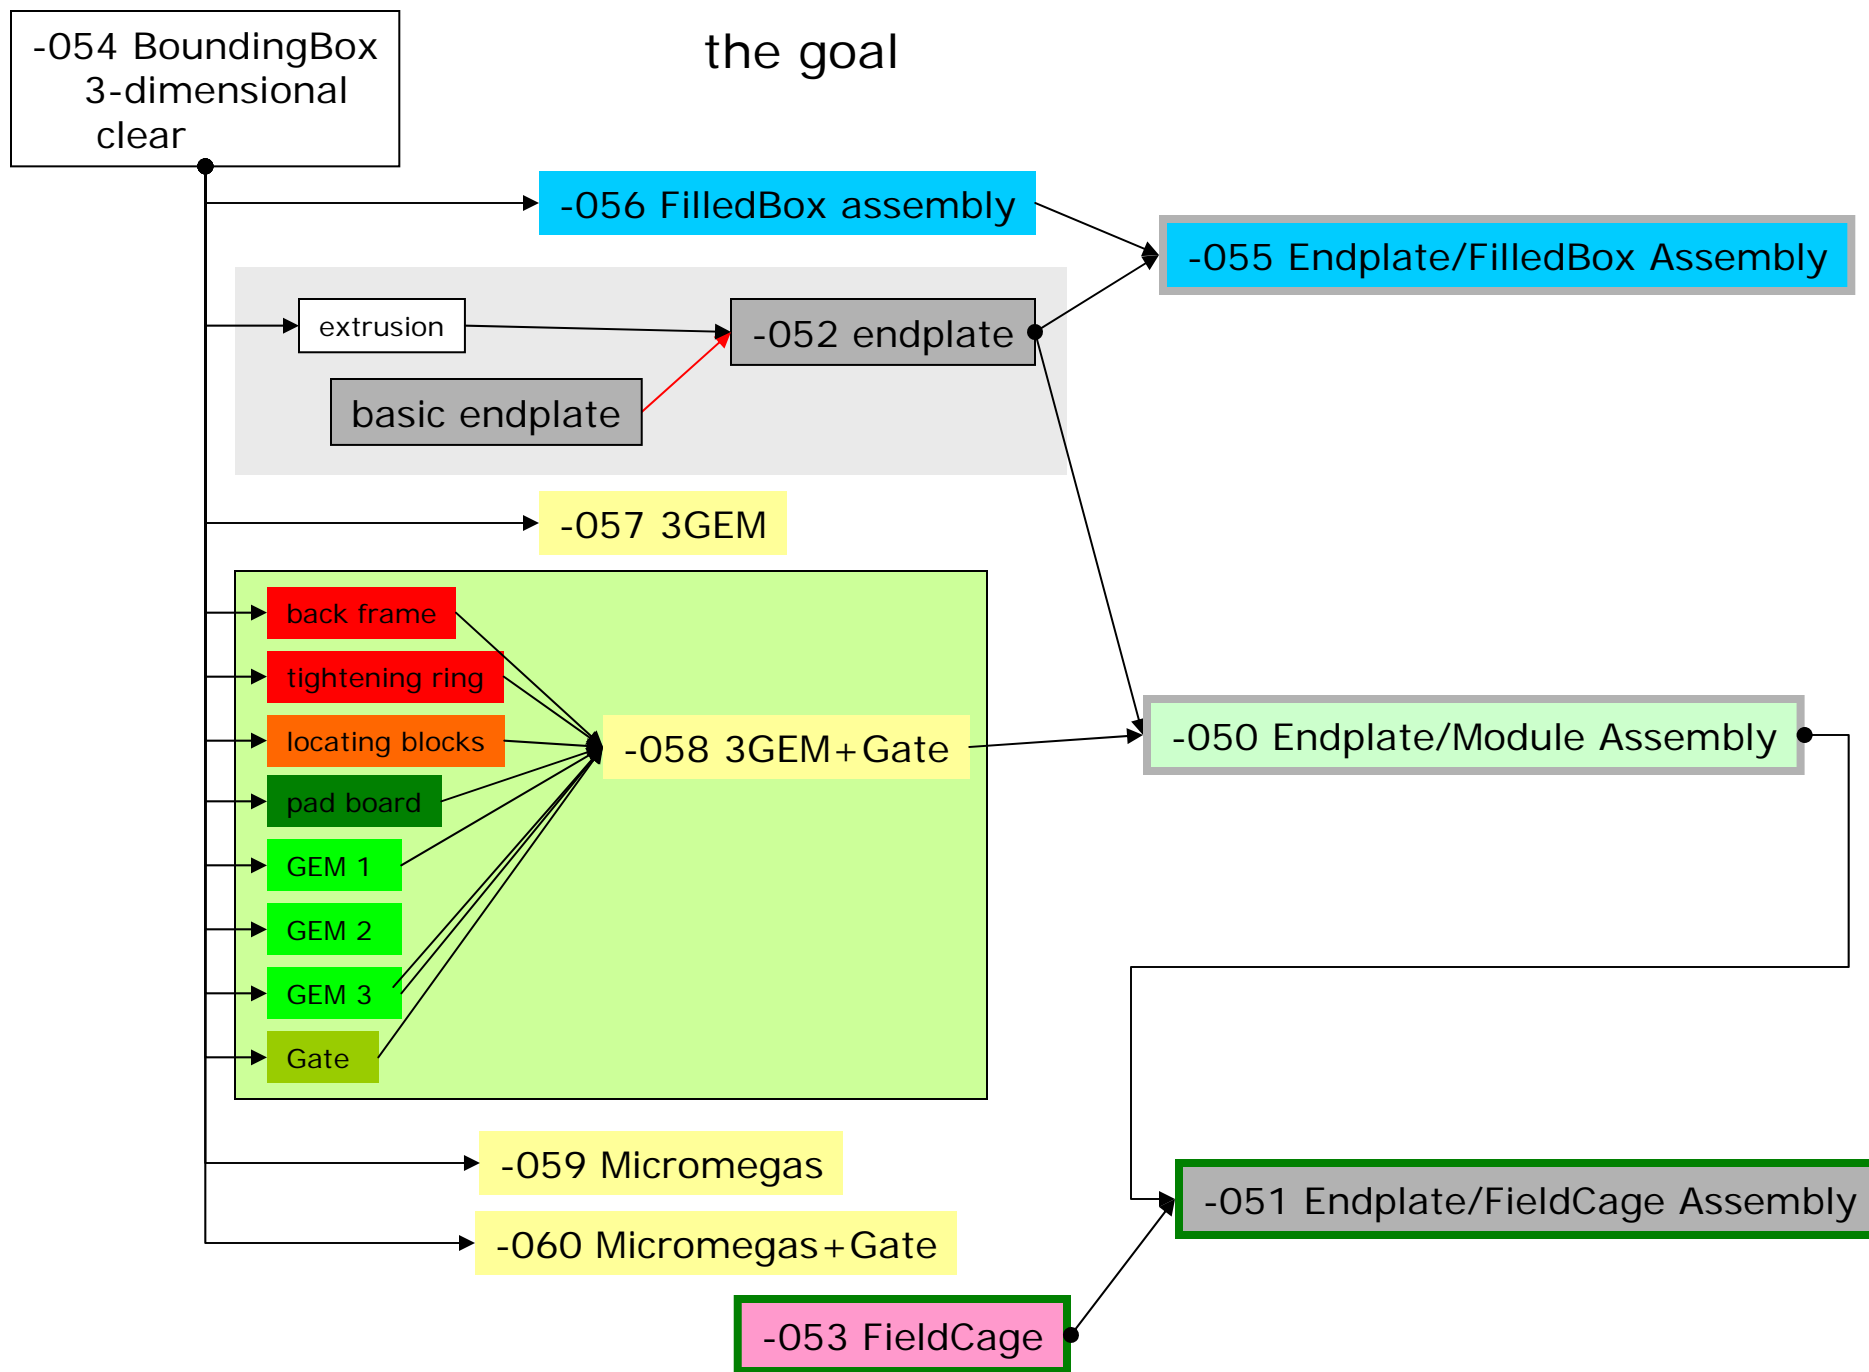 -054 BoundingBox
3-dimensional
clear
the goal
-056 FilledBox assembly
-055 Endplate/FilledBox Assembly
extrusion
-052 endplate
basic endplate
-057 3GEM
back frame
tightening ring
locating blocks
-058 3GEM+Gate
-050 Endplate/Module Assembly
pad board
GEM 1
GEM 2
GEM 3
Gate
-059 Micromegas
-051 Endplate/FieldCage Assembly
-060 Micromegas+Gate
-053 FieldCage